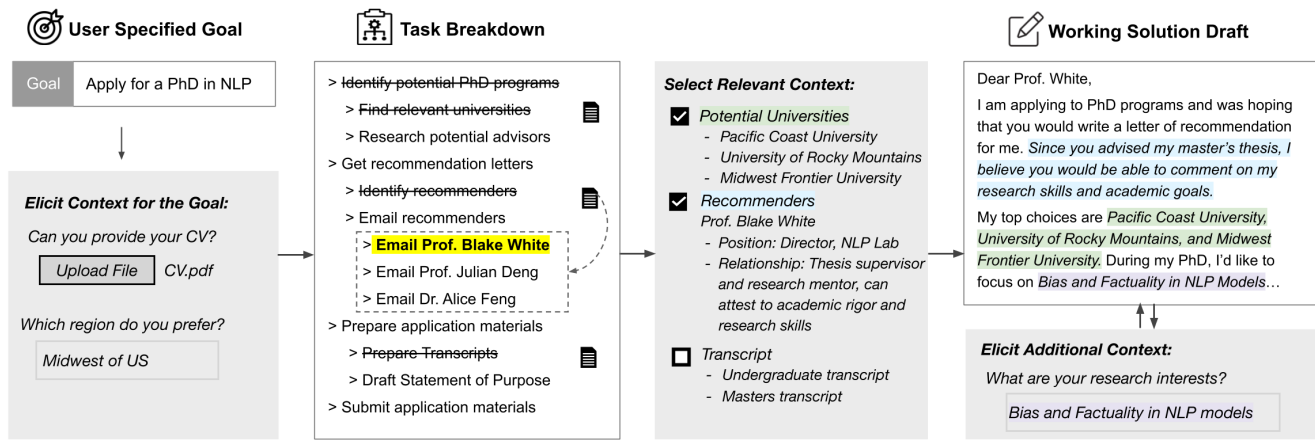 User Specified Goal
Goal
Apply for a PhD in NLP
Elicit Context for the Goal:
Can you provide your CV?
Upload File
CV.pdf
Which region do you prefer?
Midwest of US
Task Breakdown
> Identify potential PhD programs
> Find relevant universities
> Research potential advisors
> Get recommendation letters
> Identify recommenders
> Email recommenders
> Email Prof. Blake White
> Email Prof. Julian Deng
> Email Dr. Alice Feng
> Prepare application materials
> Prepare Transcripts
> Draft Statement of Purpose
> Submit application materials
Select Relevant Context:
Potential Universities
- Pacific Coast University
- University of Rocky Mountains
- Midwest Frontier University
Recommenders
Prof. Blake White
- Position: Director, NLP Lab
- Relationship: Thesis supervisor
and research mentor, can
attest to academic rigor and
research skills
Transcript
- Undergraduate transcript
- Masters transcript
Working Solution Draft
Dear Prof. White,
I am applying to PhD programs and was hoping
that you would write a letter of recommendation
for me. Since you advised my master's thesis, I
believe you would be able to comment on my
research skills and academic goals.
My top choices are Pacific Coast University,
University of Rocky Mountains, and Midwest
Frontier University. During my PhD, I'd like to
focus on Bias and Factuality in NLP Models…
Elicit Additional Context:
What are your research interests?
Bias and Factuality in NLP models